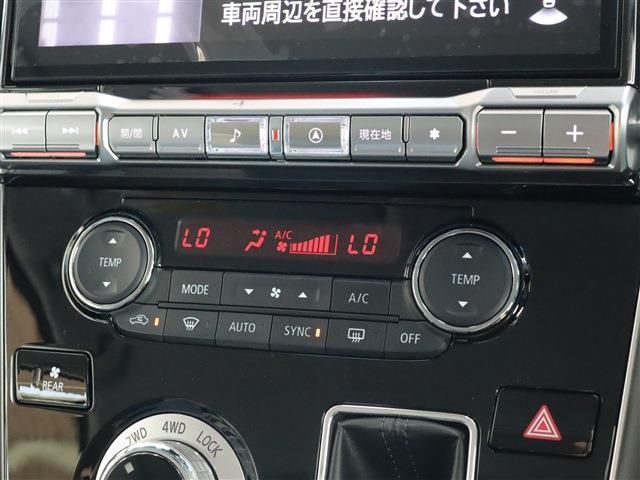 車両周辺を直接確認して下さい
VOLUME
開/閉 AV 現在地
LO A/C LO
TEMP
TEMP
MODE A/C
AUTO SYNC OFF
REAR
2WD 4WD LOCK